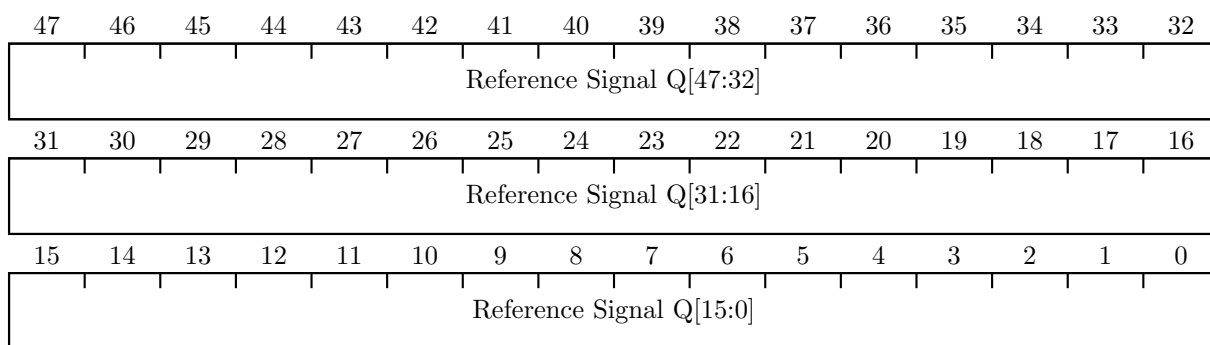 47 46 45 44 43 42 41 40 39 38 37 36 35 34 33 32
Reference Signal Q[47:32]
31 30 29 28 27 26 25 24 23 22 21 20 19 18 17 16
Reference Signal Q[31:16]
15 14 13 12 11 10 9 8 7 6 5 4 3 2 1 0
Reference Signal Q[15:0]